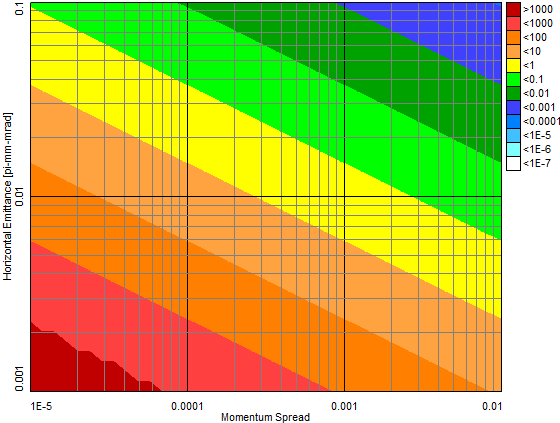 0.1
0.01
0.001
Horizontal Emittance [pi-mm-mrad]
1E-5
0.0001
0.001
0.01
Momentum Spread
>1000
<1000
<100
<10
<1
<0.1
<0.01
<0.001
<0.0001
<1E-5
<1E-6
<1E-7